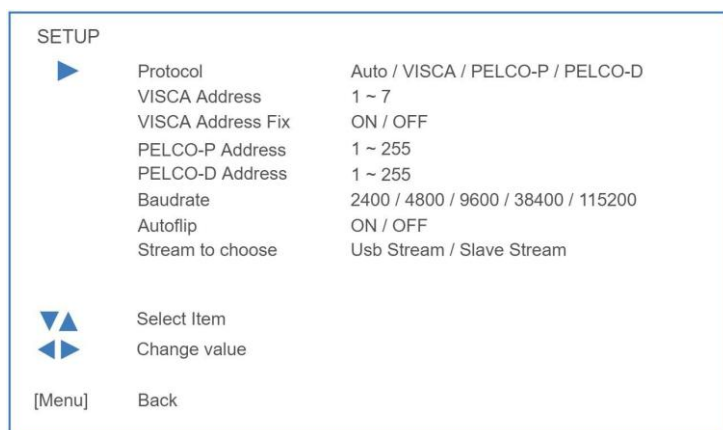 SETUP
Protocol Auto / VISCA / PELCO-P / PELCO-D
VISCA Address 1 ~ 7
VISCA Address Fix ON / OFF
PELCO-P Address 1 ~ 255
PELCO-D Address 1 ~ 255
Baudrate 2400 / 4800 / 9600 / 38400 / 115200
Autoflip ON / OFF
Stream to choose Usb Stream / Slave Stream
Select Item
Change value
[Menu] Back